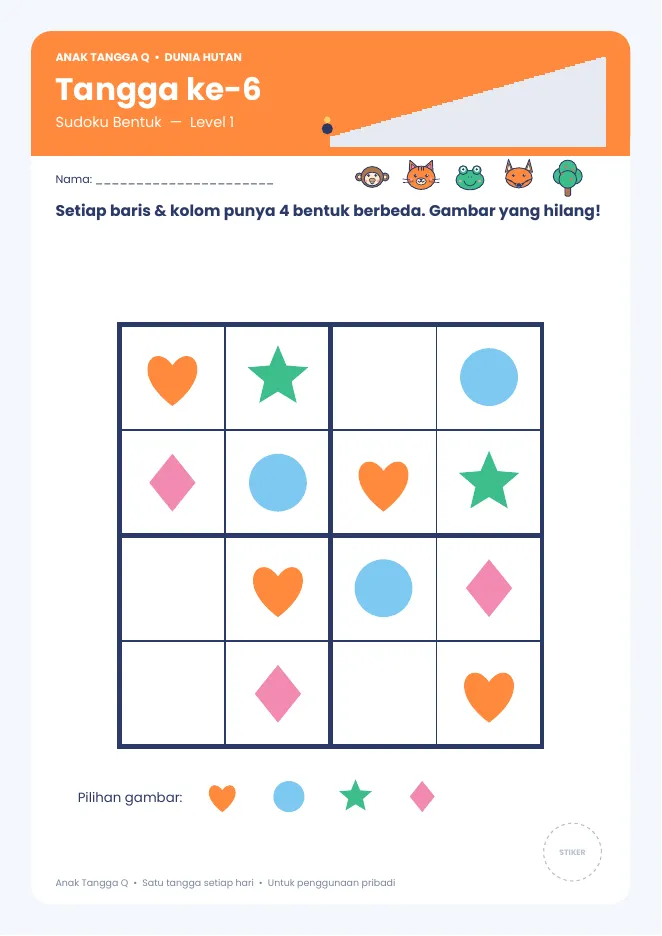 ANAK TANGGA Q • DUNIA HUTAN
Tangga ke-6
Sudoku Bentuk — Level 1
Nama: _ _ _ _ _ _ _ _ _ _ _ _ _ _ _ _ _ _ _ _ _ _
Setiap baris & kolom punya 4 bentuk berbeda. Gambar yang hilang!
Pilihan gambar:
STIKER
Anak Tangga Q • Satu tangga setiap hari • Untuk penggunaan pribadi